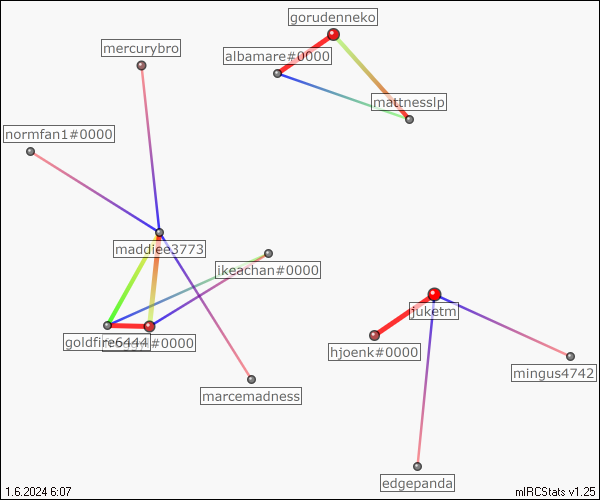 gorudenneko
mercurybro
albamare#0000
mattnesslp
normfan1#0000
maddiee3773
ikeachan#0000
juketm
goldfire6444
#0000
hjoenk#0000
mingus4742
marcemadness
edgepanda
1.6.2024 6:07
mIRCStats v1.25